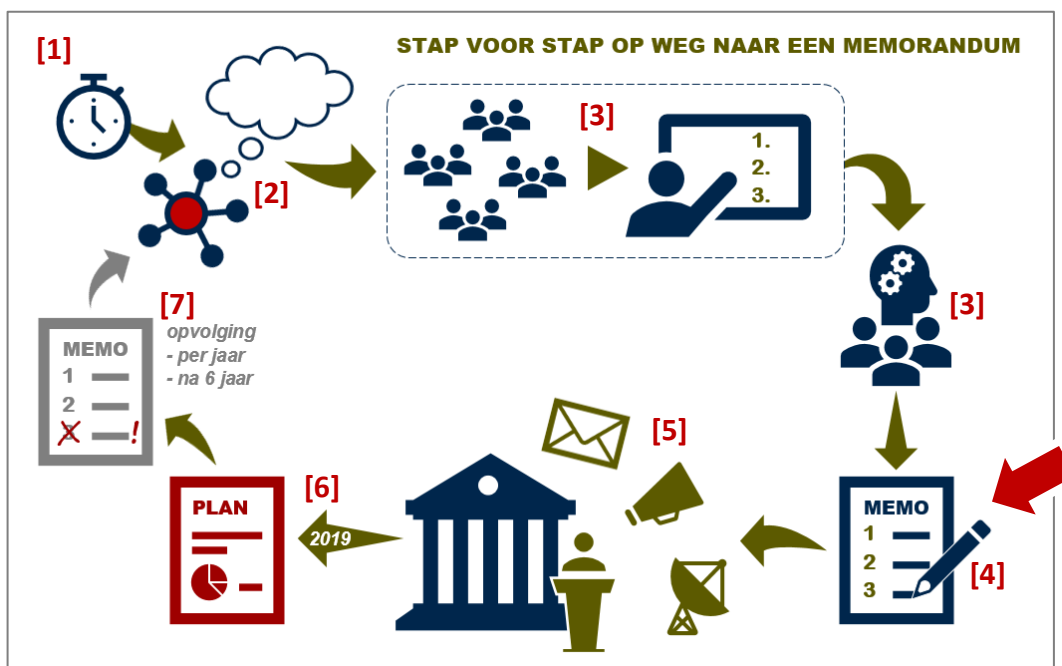 STAP VOOR STAP OP WEG NAAR EEN MEMORANDUM
[1]
[2]
[3]
1.
2.
3.
[3]
MEMO
1
2
3
[4]
[5]
[6]
2019
PLAN
[7]
opvolging
- per jaar
- na 6 jaar
MEMO
1
2
3 !